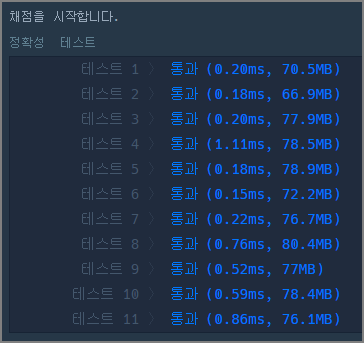 채점을 시작합니다.
정확성 테스트
테스트 1 〉 통과 (0.20ms, 70.5MB)
테스트 2 〉 통과 (0.18ms, 66.9MB)
테스트 3 〉 통과 (0.20ms, 77.9MB)
테스트 4 〉 통과 (1.11ms, 78.5MB)
테스트 5 〉 통과 (0.18ms, 78.9MB)
테스트 6 〉 통과 (0.15ms, 72.2MB)
테스트 7 〉 통과 (0.22ms, 76.7MB)
테스트 8 〉 통과 (0.76ms, 80.4MB)
테스트 9 〉 통과 (0.52ms, 77MB)
테스트 10 〉 통과 (0.59ms, 78.4MB)
테스트 11 〉 통과 (0.86ms, 76.1MB)